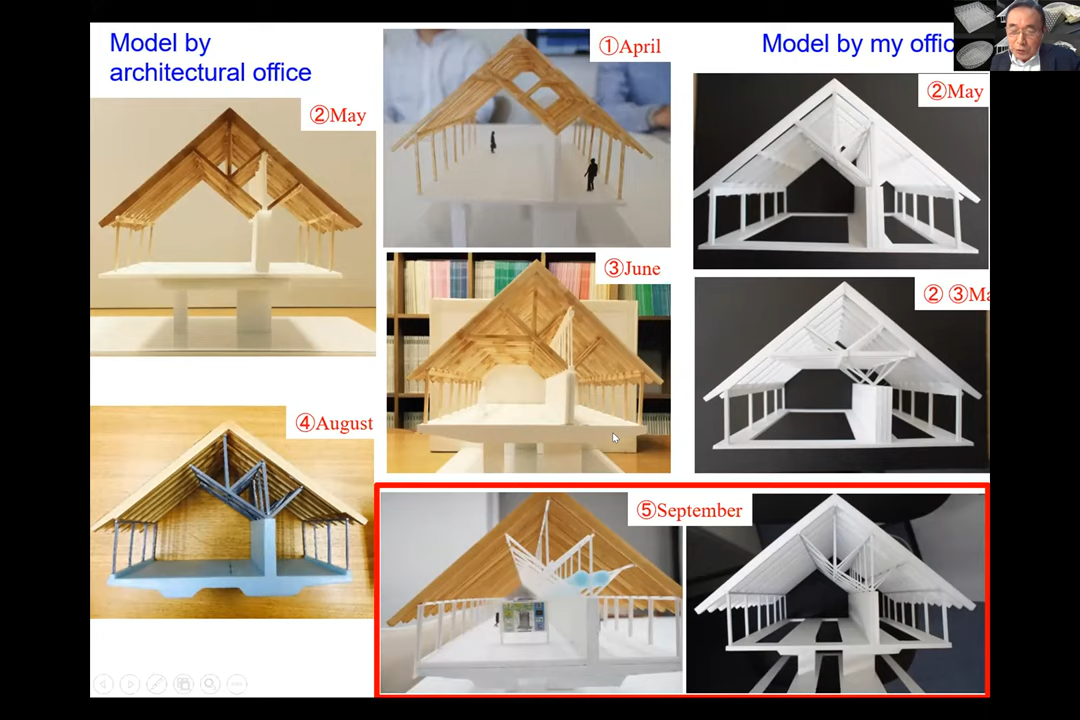 Model by
architectural office
②May
①April
Model by my offic
②May
③June
② ③Ma
④August
⑤September